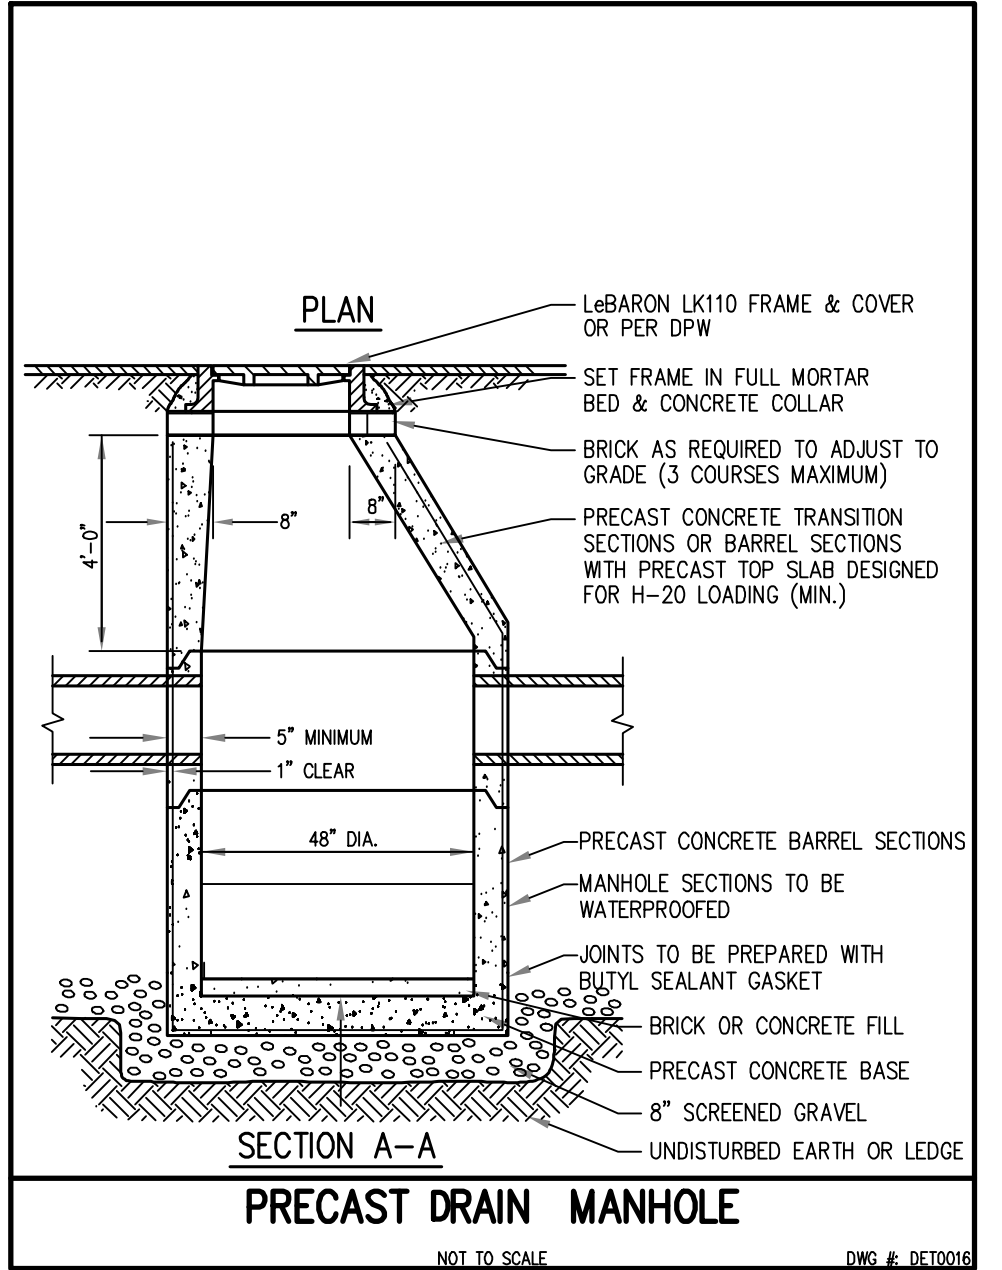 PLAN
LeBARON LK110 FRAME & COVER
OR PER DPW
SET FRAME IN FULL MORTAR
BED & CONCRETE COLLAR
BRICK AS REQUIRED TO ADJUST TO
GRADE (3 COURSES MAXIMUM)
8"
8"
4'-0"
PRECAST CONCRETE TRANSITION
SECTIONS OR BARREL SECTIONS
WITH PRECAST TOP SLAB DESIGNED
FOR H-20 LOADING (MIN.)
5" MINIMUM
1" CLEAR
48" DIA.
PRECAST CONCRETE BARREL SECTIONS
MANHOLE SECTIONS TO BE
WATERPROOFED
JOINTS TO BE PREPARED WITH
BUTYL SEALANT GASKET
BRICK OR CONCRETE FILL
PRECAST CONCRETE BASE
8" SCREENED GRAVEL
UNDISTURBED EARTH OR LEDGE
SECTION A-A
PRECAST DRAIN MANHOLE
NOT TO SCALE
DWG #: DET0016